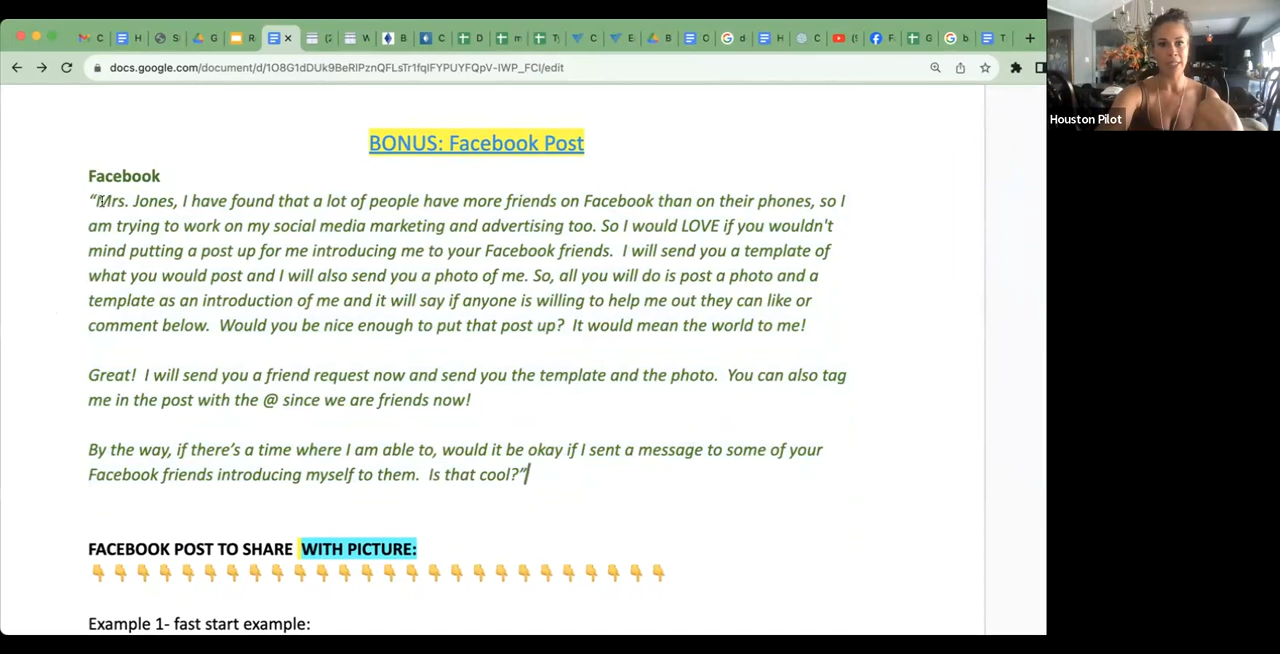 C
H
S
G
R
×
(2
W
B
C
D
m
T
C
E
B
O
d
H
C
(
F
G
b
T
+
docs.google.com/document/d/1O8G1dDUk9BeRlPznQFLsTr1fqIFYPUYFQpV-IWP_FCI/edit
Houston Pilot
BONUS: Facebook Post
Facebook
“Mrs. Jones, I have found that a lot of people have more friends on Facebook than on their phones, so I
am trying to work on my social media marketing and advertising too. So I would LOVE if you wouldn't
mind putting a post up for me introducing me to your Facebook friends.  I will send you a template of
what you would post and I will also send you a photo of me. So, all you will do is post a photo and a
template as an introduction of me and it will say if anyone is willing to help me out they can like or
comment below.  Would you be nice enough to put that post up?  It would mean the world to me!
Great!  I will send you a friend request now and send you the template and the photo.  You can also tag
me in the post with the @ since we are friends now!
By the way, if there’s a time where I am able to, would it be okay if I sent a message to some of your
Facebook friends introducing myself to them.  Is that cool?”
FACEBOOK POST TO SHARE WITH PICTURE:
👇 👇 👇 👇 👇 👇 👇 👇 👇 👇 👇 👇 👇 👇 👇 👇 👇 👇 👇 👇 👇 👇 👇 👇 👇 👇
Example 1- fast start example: